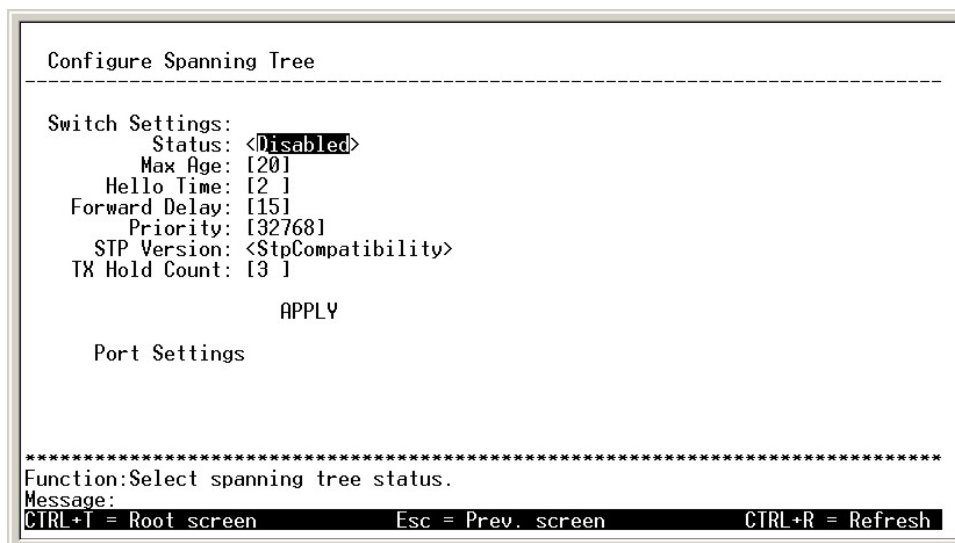 Configure Spanning Tree
--------------------------------------------------------------------------------
Switch Settings:
Status: <Disabled>
Max Age: [20]
Hello Time: [2 ]
Forward Delay: [15]
Priority: [32768]
STP Version: <StpCompatibility>
TX Hold Count: [3 ]
APPLY
Port Settings
********************************************************************************
Function:Select spanning tree status.
Message:
CTRL+T = Root screen Esc = Prev. screen CTRL+R = Refresh